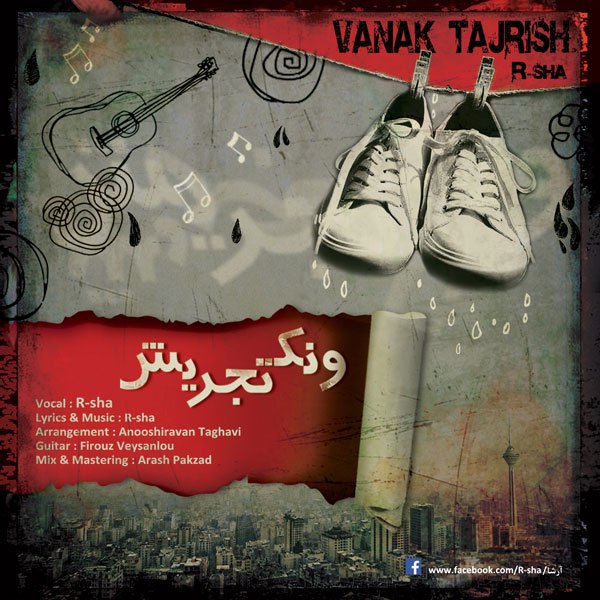 VANAK TAJRISH
R-sha
ونک تجریش
Vocal : R-sha
Lyrics & Music : R-sha
Arrangement : Anooshiravan Taghavi
Guitar : Firouz Veysanlou
Mix & Mastering : Arash Pakzad
f www.facebook.com/R-sha/آرشا